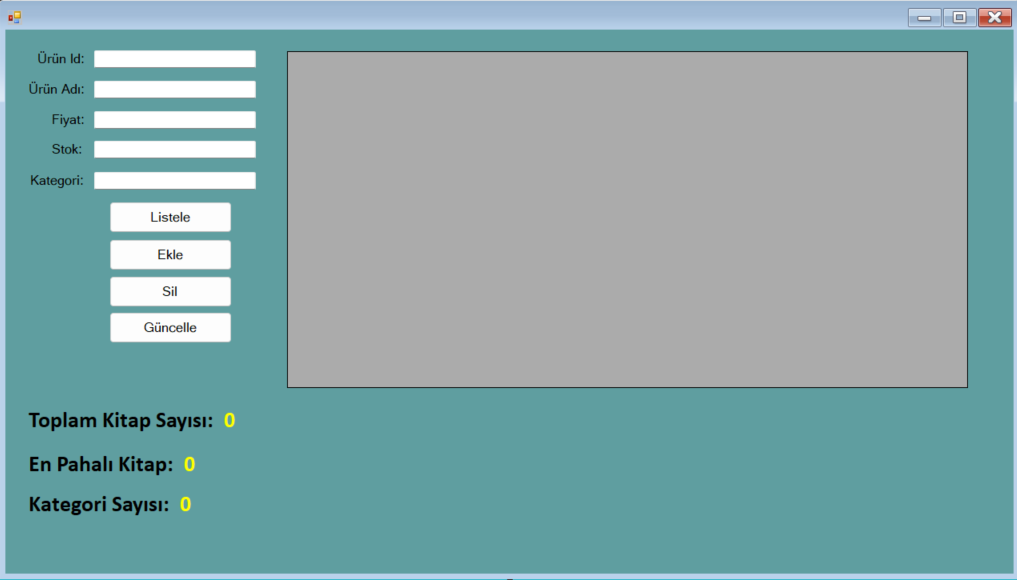 Ürün Id:
Ürün Adı:
Fiyat:
Stok:
Kategori:
Listele
Ekle
Sil
Güncelle
Toplam Kitap Sayısı: 0
En Pahalı Kitap: 0
Kategori Sayısı: 0